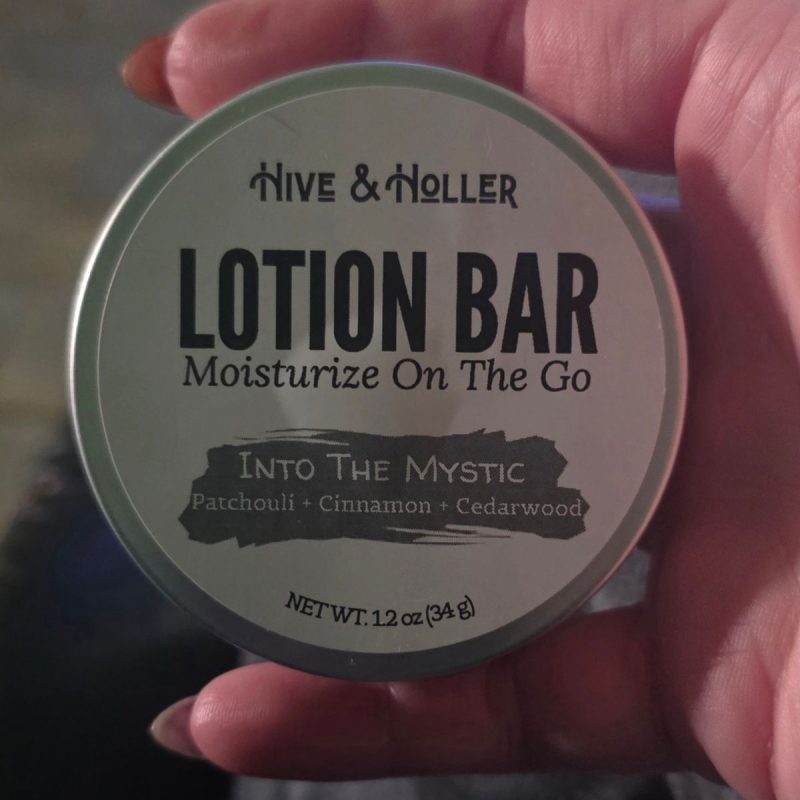 HIVE & HOLLER
LOTION BAR
Moisturize On The Go
INTO THE MYSTIC
Patchouli + Cinnamon + Cedarwood
NET WT. 1.2 oz (34 g)